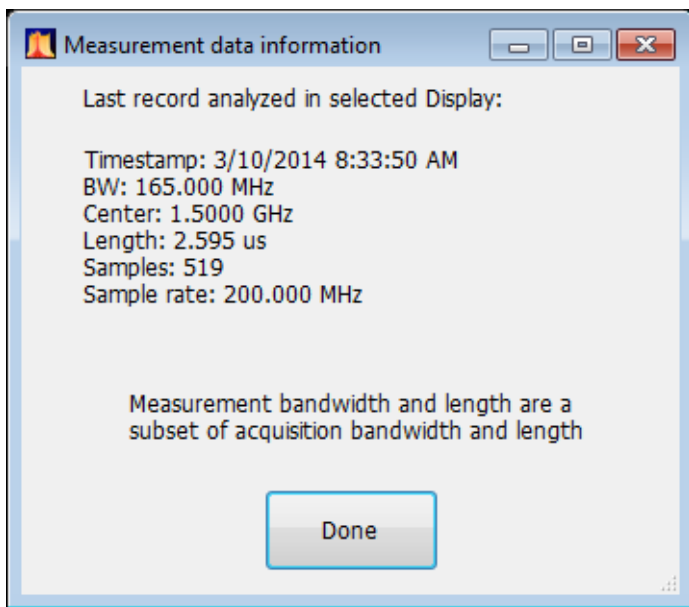 Measurement data information
Last record analyzed in selected Display:
Timestamp: 3/10/2014 8:33:50 AM
BW: 165.000 MHz
Center: 1.5000 GHz
Length: 2.595 us
Samples: 519
Sample rate: 200.000 MHz
Measurement bandwidth and length are a
subset of acquisition bandwidth and length
Done